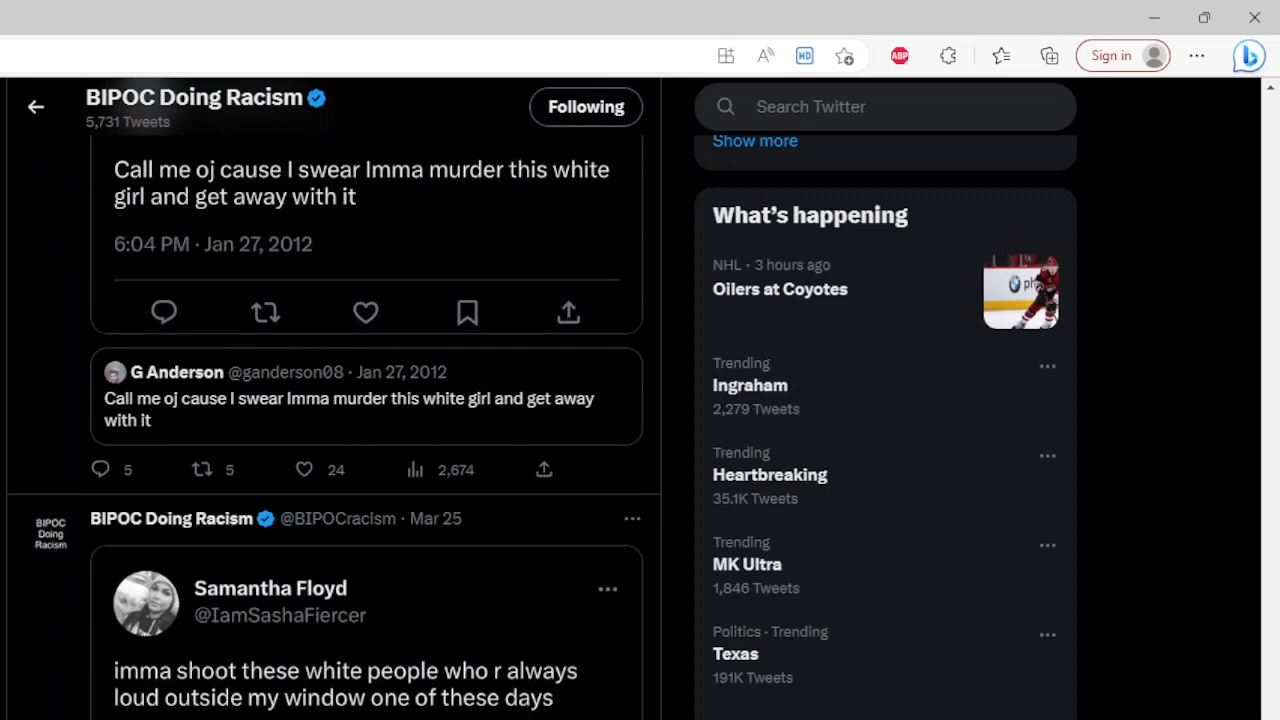 HD
ABP
Sign in
BIPOC Doing Racism
5,731 Tweets
Following
Search Twitter
Show more
Call me oj cause I swear Imma murder this white
girl and get away with it
6:04 PM · Jan 27, 2012
G Anderson @ganderson08 · Jan 27, 2012
Call me oj cause I swear Imma murder this white girl and get away
with it
5
5
24
2,674
BIPOC
Doing
Racism
BIPOC Doing Racism @BIPOCracism · Mar 25
Samantha Floyd
@IamSashaFiercer
imma shoot these white people who r always
loud outside my window one of these days
What's happening
NHL · 3 hours ago
Oilers at Coyotes
Trending
Ingraham
2,279 Tweets
Trending
Heartbreaking
35.1K Tweets
Trending
MK Ultra
1,846 Tweets
Politics · Trending
Texas
191K Tweets